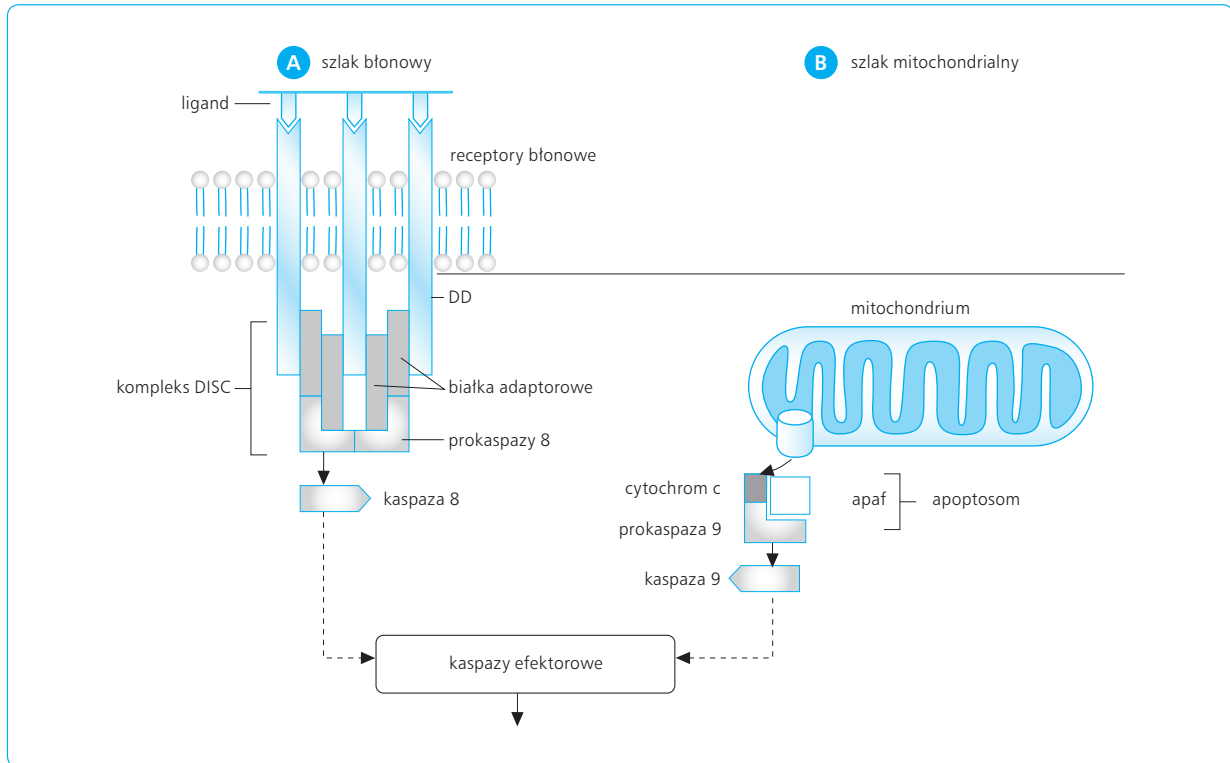 A szlak błonowy
B szlak mitochondrialny
ligand
receptory błonowe
DD
mitochondrium
kompleks DISC
białka adaptorowe
prokaspazy 8
cytochrom c
apaf
apoptosom
kaspaza 8
prokaspaza 9
kaspaza 9
kaspazy efektorowe